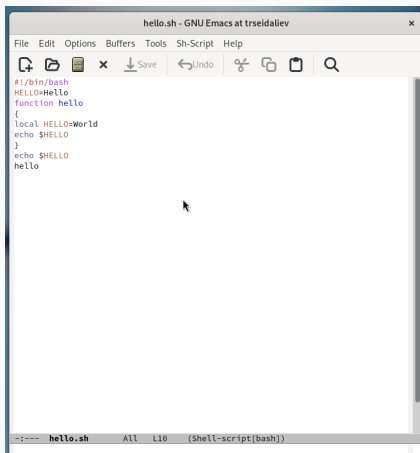 hello.sh - GNU Emacs at trseidaliev
File Edit Options Buffers Tools Sh-Script Help
Save Undo
#!/bin/bash
HELLO=Hello
function hello
{
local HELLO=World
echo $HELLO
}
echo $HELLO
hello
-:--- hello.sh All L10 (Shell-script[bash])